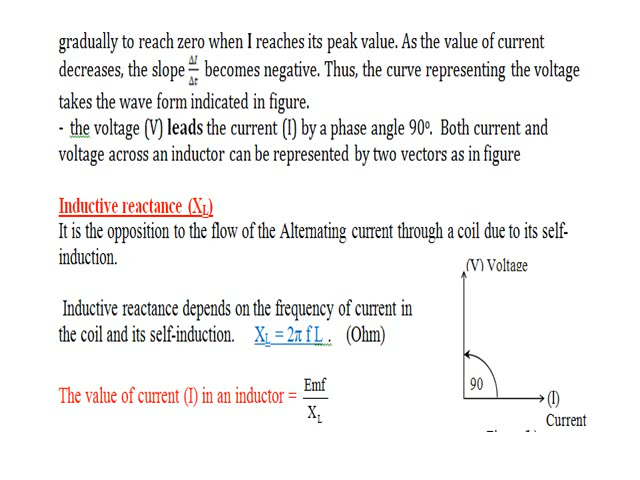 gradually to reach zero when I reaches its peak value. As the value of current
decreases, the slope ΔI/Δt becomes negative. Thus, the curve representing the voltage
takes the wave form indicated in figure.
- the voltage (V) leads the current (I) by a phase angle 90º. Both current and
voltage across an inductor can be represented by two vectors as in figure
Inductive reactance (X_L)
It is the opposition to the flow of the Alternating current through a coil due to its self-
induction.
(V) Voltage
Inductive reactance depends on the frequency of current in
the coil and its self-induction. X_L = 2π f L . (Ohm)
The value of current (I) in an inductor = Emf/X_L
90
(I)
Current